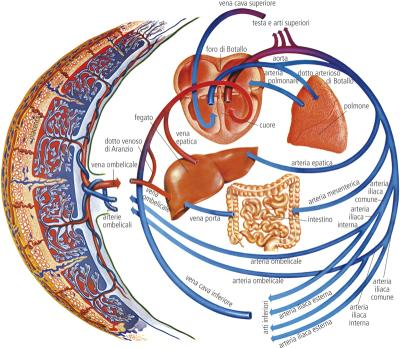 vena cava superiore
testa e arti superiori
foro di Botallo
aorta
arteria
polmonare
dotto arterioso
di Botallo
polmone
cuore
fegato
vena
epatica
dotto venoso
di Aranzio
vena ombelicale
arteria epatica
vena
ombelicale
arterie
ombelicali
vena porta
intestino
arteria mesenterica
arteria
iliaca
comune
arteria
iliaca
interna
arteria ombelicale
arteria ombelicale
vena cava inferiore
arti inferiori
arteria iliaca esterna
arteria iliaca esterna
arteria
iliaca
interna
arteria
iliaca
comune